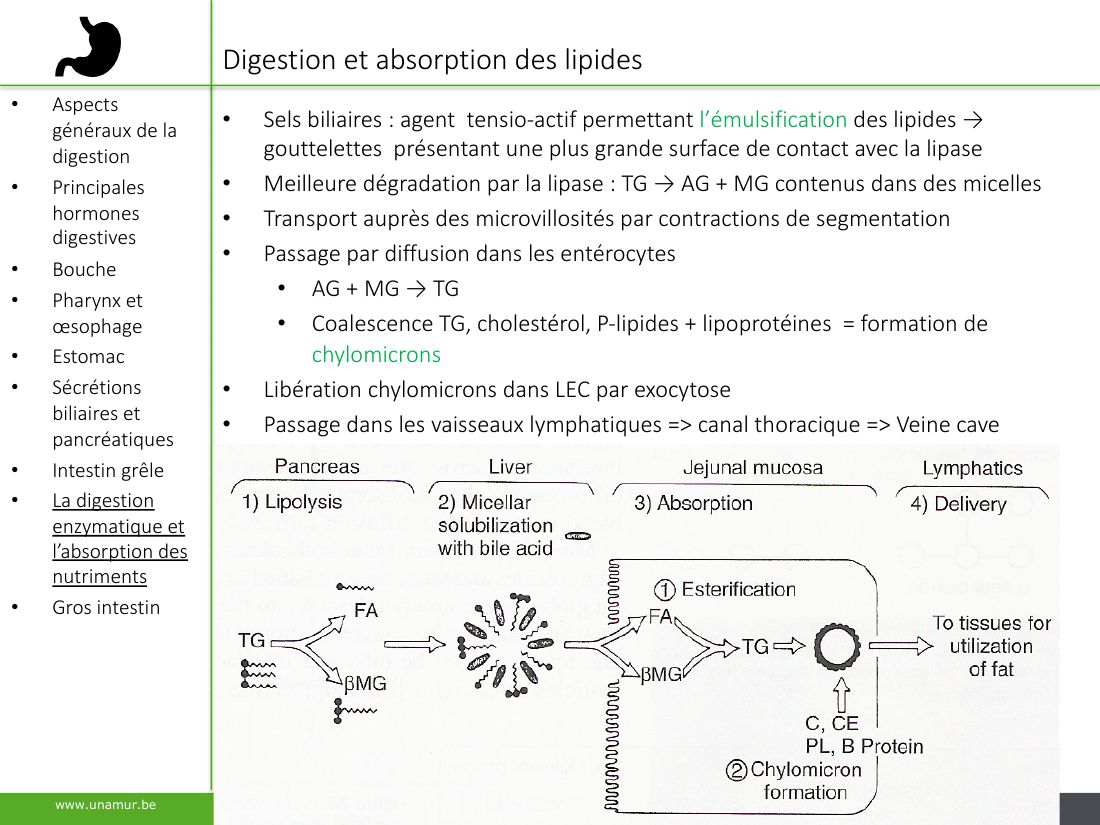 Digestion et absorption des lipides
• Aspects
généraux de la
digestion
• Principales
hormones
digestives
• Bouche
• Pharynx et
œsophage
• Estomac
• Sécrétions
biliaires et
pancréatiques
• Intestin grêle
• La digestion
enzymatique et
l’absorption des
nutriments
• Gros intestin
www.unamur.be
• Sels biliaires : agent tensio-actif permettant l’émulsification des lipides →
gouttelettes présentant une plus grande surface de contact avec la lipase
• Meilleure dégradation par la lipase : TG → AG + MG contenus dans des micelles
• Transport auprès des microvillosités par contractions de segmentation
• Passage par diffusion dans les entérocytes
• AG + MG → TG
• Coalescence TG, cholestérol, P-lipides + lipoprotéines = formation de
chylomicrons
• Libération chylomicrons dans LEC par exocytose
• Passage dans les vaisseaux lymphatiques => canal thoracique => Veine cave
Pancreas
1) Lipolysis
Liver
2) Micellar
solubilization
with bile acid
Jejunal mucosa
3) Absorption
Lymphatics
4) Delivery
TG
FA
βMG
① Esterification
FA
βMG
TG
C, CE
PL, B Protein
② Chylomicron
formation
To tissues for
utilization
of fat